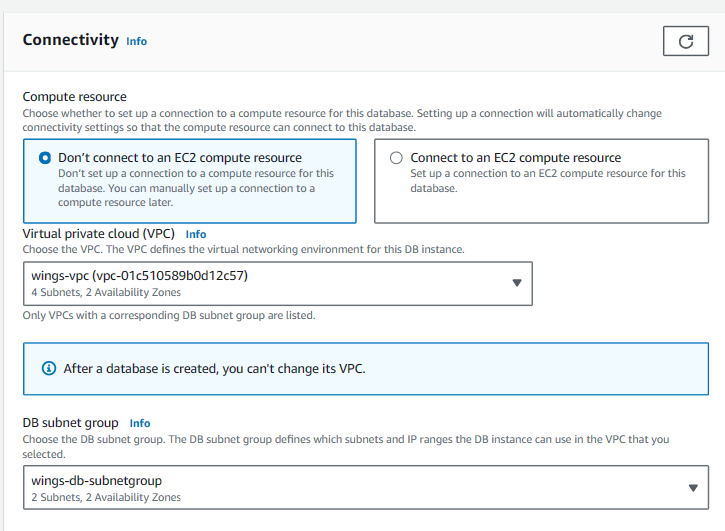 Connectivity Info
Compute resource
Choose whether to set up a connection to a compute resource for this database. Setting up a connection will automatically change
connectivity settings so that the compute resource can connect to this database.
Don't connect to an EC2 compute resource
Don't set up a connection to a compute resource for this
database. You can manually set up a connection to a
compute resource later.
Connect to an EC2 compute resource
Set up a connection to an EC2 compute resource for this
database.
Virtual private cloud (VPC) Info
Choose the VPC. The VPC defines the virtual networking environment for this DB instance.
wings-vpc (vpc-01c510589b0d12c57)
4 Subnets, 2 Availability Zones
Only VPCs with a corresponding DB subnet group are listed.
After a database is created, you can't change its VPC.
DB subnet group Info
Choose the DB subnet group. The DB subnet group defines which subnets and IP ranges the DB instance can use in the VPC that you
selected.
wings-db-subnetgroup
2 Subnets, 2 Availability Zones